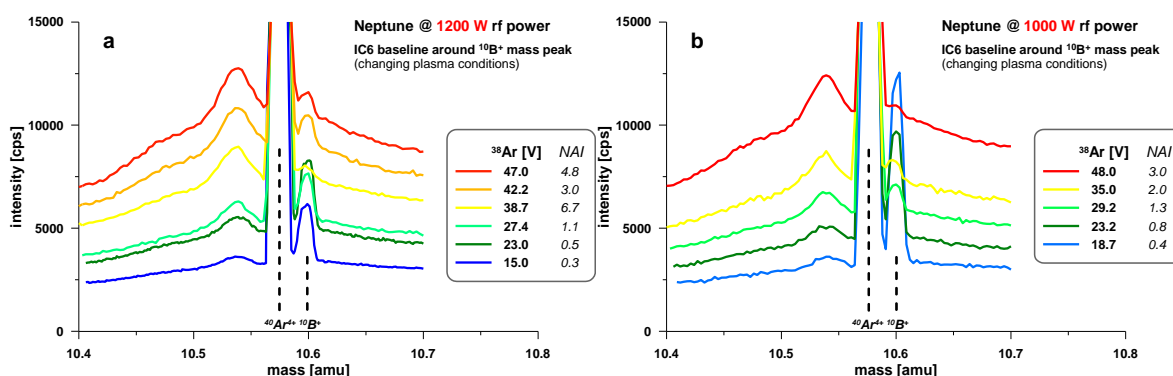 15000
10000
5000
0
intensity [cps]
a
Neptune @ 1200 W rf power
IC6 baseline around ¹⁰B⁺ mass peak
(changing plasma conditions)
³⁸Ar [V] NAI
47.0 4.8
42.2 3.0
38.7 6.7
27.4 1.1
23.0 0.5
15.0 0.3
⁴⁰Ar⁴⁺ ¹⁰B⁺
10.4 10.5 10.6 10.7 10.8
mass [amu]
15000
10000
5000
0
intensity [cps]
b
Neptune @ 1000 W rf power
IC6 baseline around ¹⁰B⁺ mass peak
(changing plasma conditions)
³⁸Ar [V] NAI
48.0 3.0
35.0 2.0
29.2 1.3
23.2 0.8
18.7 0.4
⁴⁰Ar⁴⁺ ¹⁰B⁺
10.4 10.5 10.6 10.7 10.8
mass [amu]